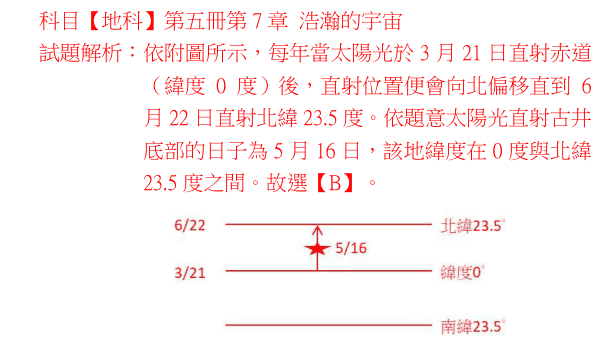 科目【地科】第五冊第 7 章 浩瀚的宇宙
試題解析：依附圖所示，每年當太陽光於 3 月 21 日直射赤道
（緯度 0 度）後，直射位置便會向北偏移直到 6
月 22 日直射北緯 23.5 度。依題意太陽光直射古井
底部的日子為 5 月 16 日，該地緯度在 0 度與北緯
23.5 度之間。故選【B】。
6/22 北緯23.5°
5/16
3/21 緯度0°
南緯23.5°